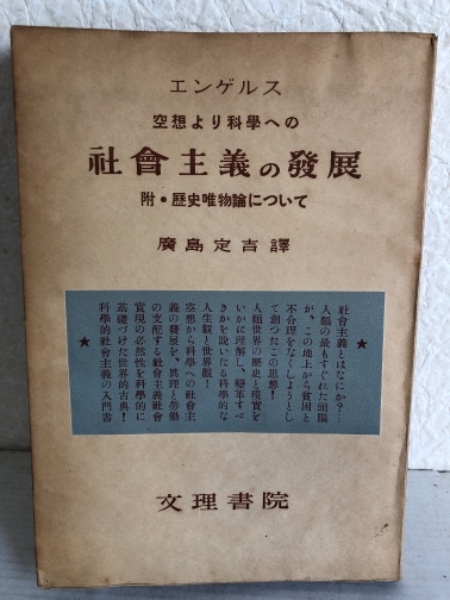 エンゲルス
空想より科學への
社會主義の發展
附・歴史唯物論について
廣島定吉譯
★
社會主義とはなにか？…
人類の最もすぐれた頭腦
が、この地上から貧困と
不合理をなくしようとし
て創つたこの思想！
人類世界の歴史と現實を
いかに理解し、變革すべ
きかを説いたる科學的な
人生觀と世界觀！
空想から科學への社會主
義の發展を、眞理と勞働
の支配する社會主義社會
實現の必然性を科學的に
基礎づけた世界的古典！
科學的社會主義の入門書
★
文理書院